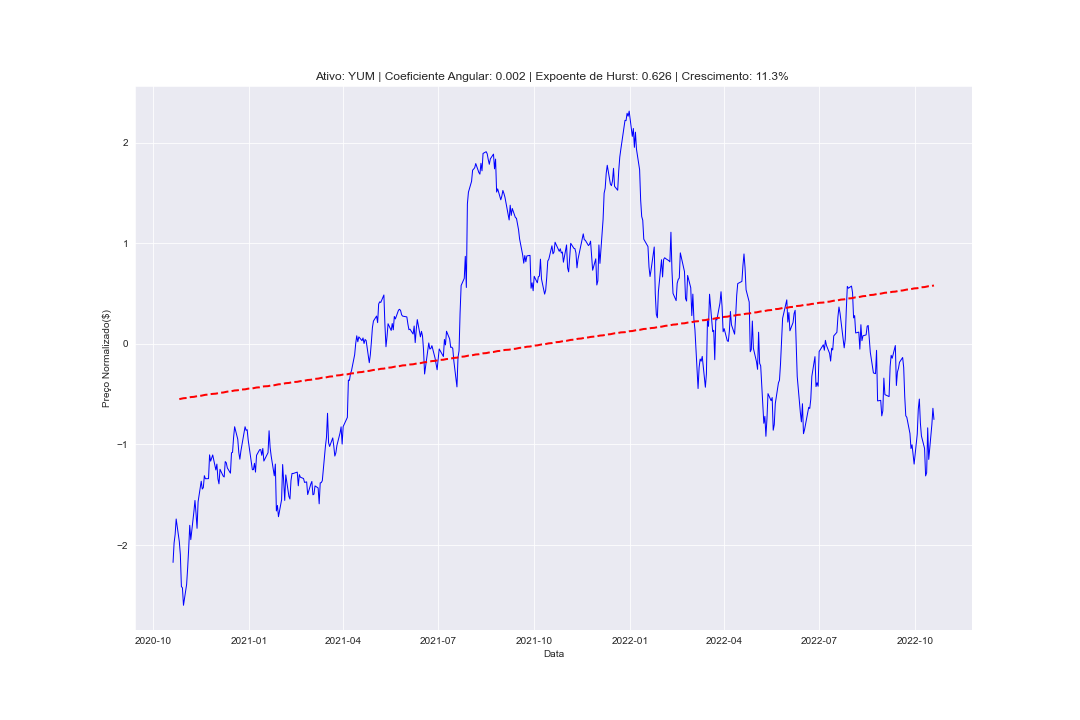 Ativo: YUM | Coeficiente Angular: 0.002 | Expoente de Hurst: 0.626 | Crescimento: 11.3%
Preço Normalizado($)
2
1
0
−1
−2
2020-10 2021-01 2021-04 2021-07 2021-10 2022-01 2022-04 2022-07 2022-10
Data